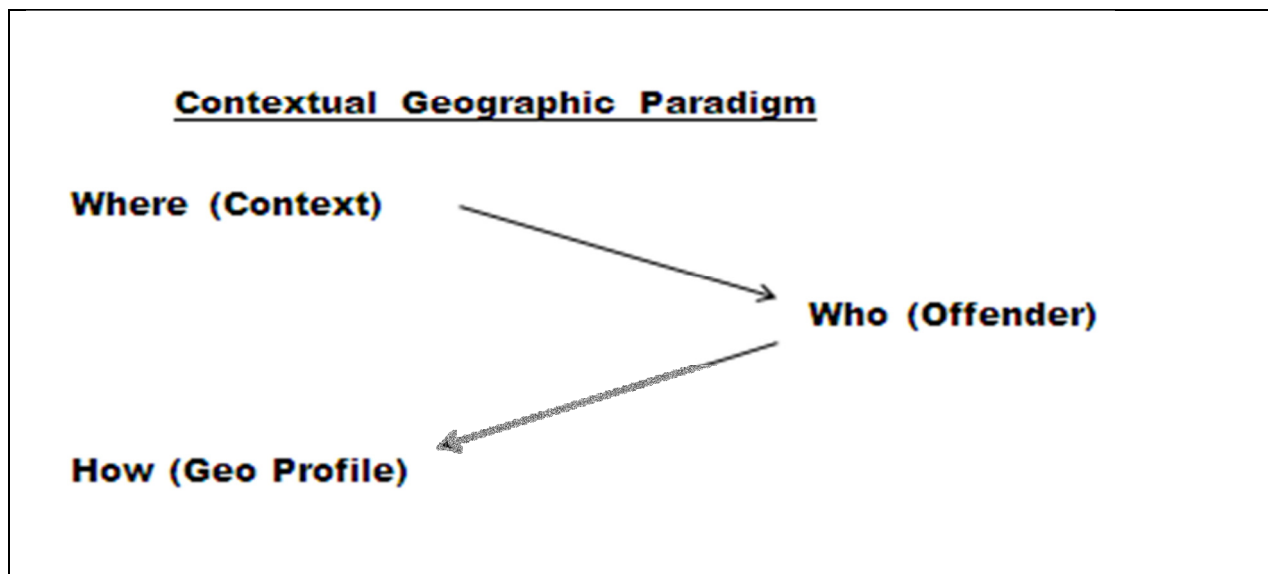 Contextual Geographic Paradigm
Where (Context)
Who (Offender)
How (Geo Profile)